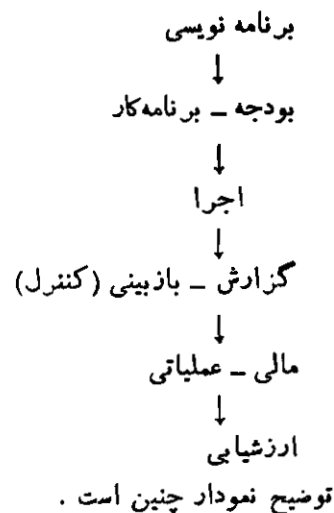 برنامه نویسی
↓
بودجه – برنامه‌کار
↓
اجرا
↓
گزارش – بازبینی (کنترل)
↓
مالی – عملیاتی
↓
ارزشیابی
توضیح نمودار چنین است .